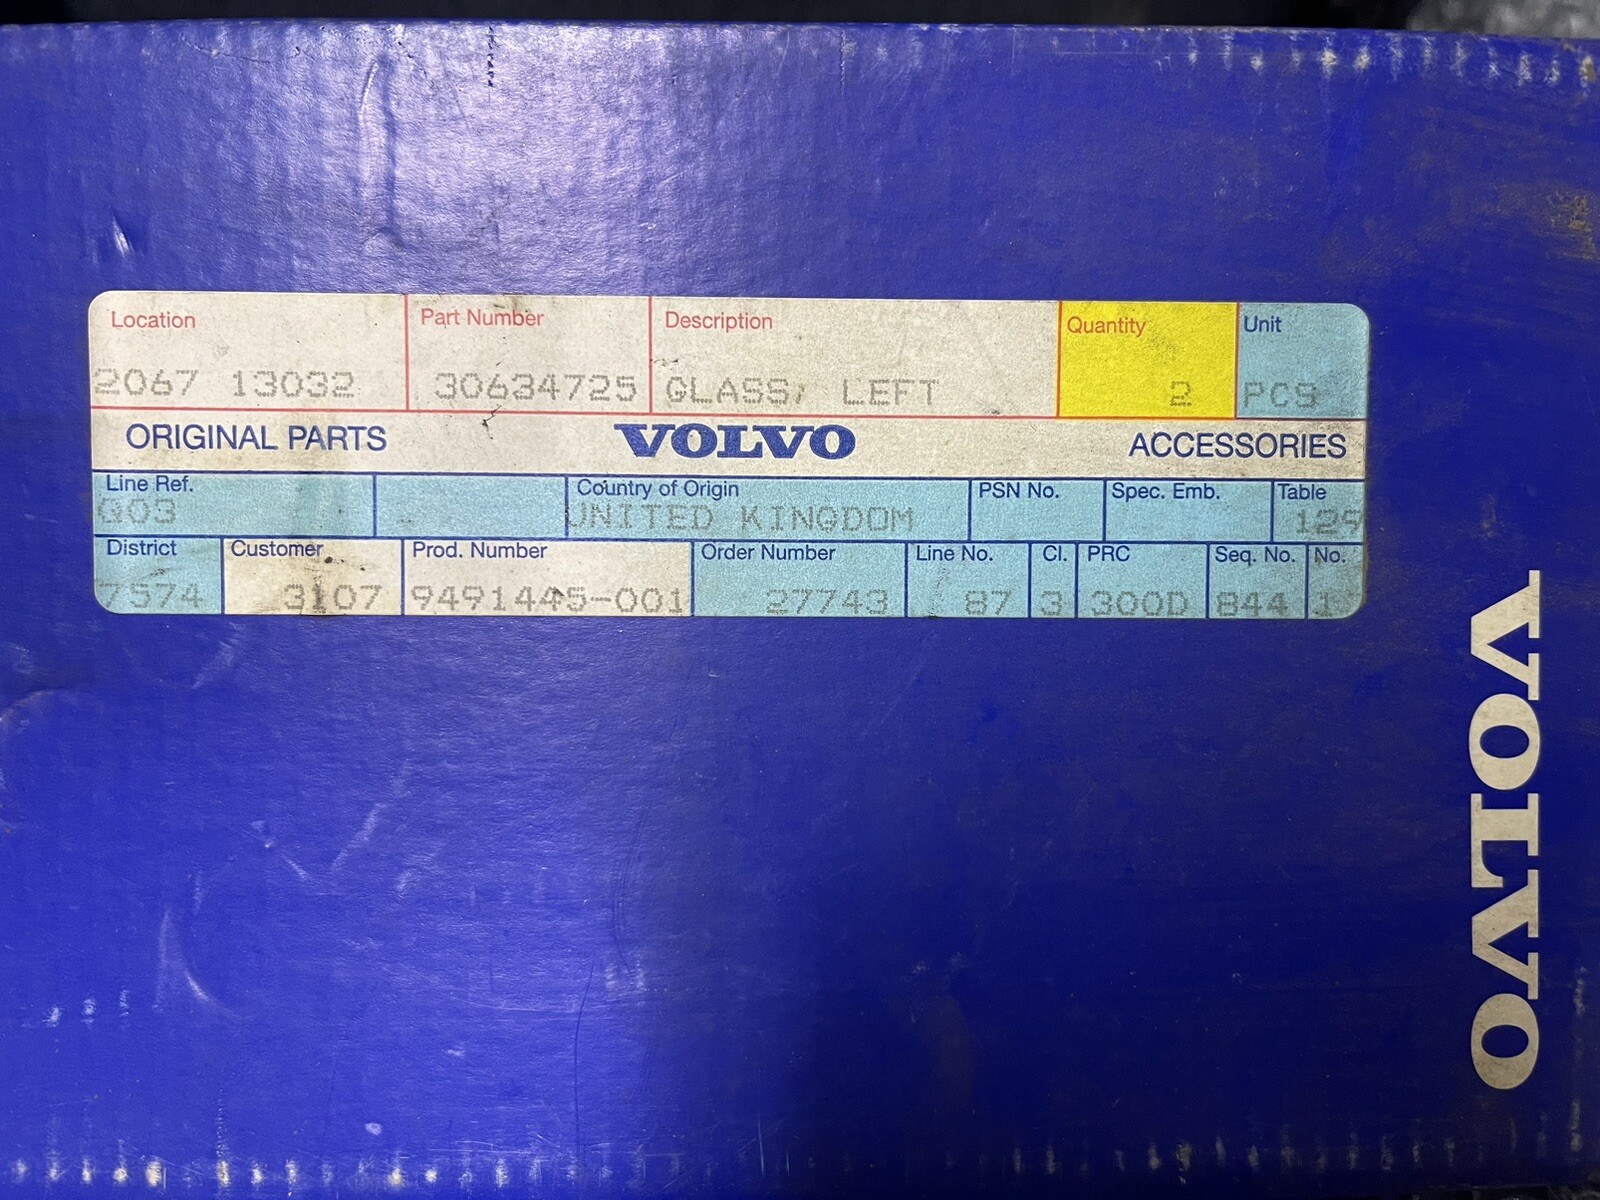 Location Part Number Description Quantity Unit
2067 13032 30634725 GLASS, LEFT 2 PCS
ORIGINAL PARTS VOLVO ACCESSORIES
Line Ref. Country of Origin PSN No. Spec. Emb. Table
G03 UNITED KINGDOM 129
District Customer Prod. Number Order Number Line No. Cl. PRC Seq. No. No.
7574 3107 9491445-001 27743 87 3 300D 844 1
VOLVO